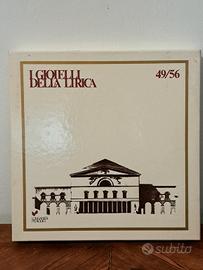 I GIOIELLI
DELLA LIRICA
49/56
subito